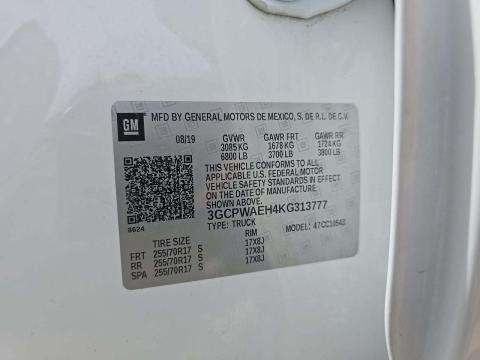 GM
MFD BY GENERAL MOTORS DE MEXICO, S. DE R.L. DE C.V.
08/19 GVWR GAWR FRT GAWR RR
3085 KG 1678 KG 1724 KG
6800 LB 3700 LB 3800 LB
THIS VEHICLE CONFORMS TO ALL
APPLICABLE U.S. FEDERAL MOTOR
VEHICLE SAFETY STANDARDS IN EFFECT ON THE
DATE OF MANUFACTURE SHOWN ABOVE.
3GCPWAEH4KG313777
TYPE: TRUCK MODEL:
TIRE SIZE RIM
FRT 255/70R17 S 17X8J
RR 255/70R17 S 17X8J
SPA 255/70R17 S 17X8J